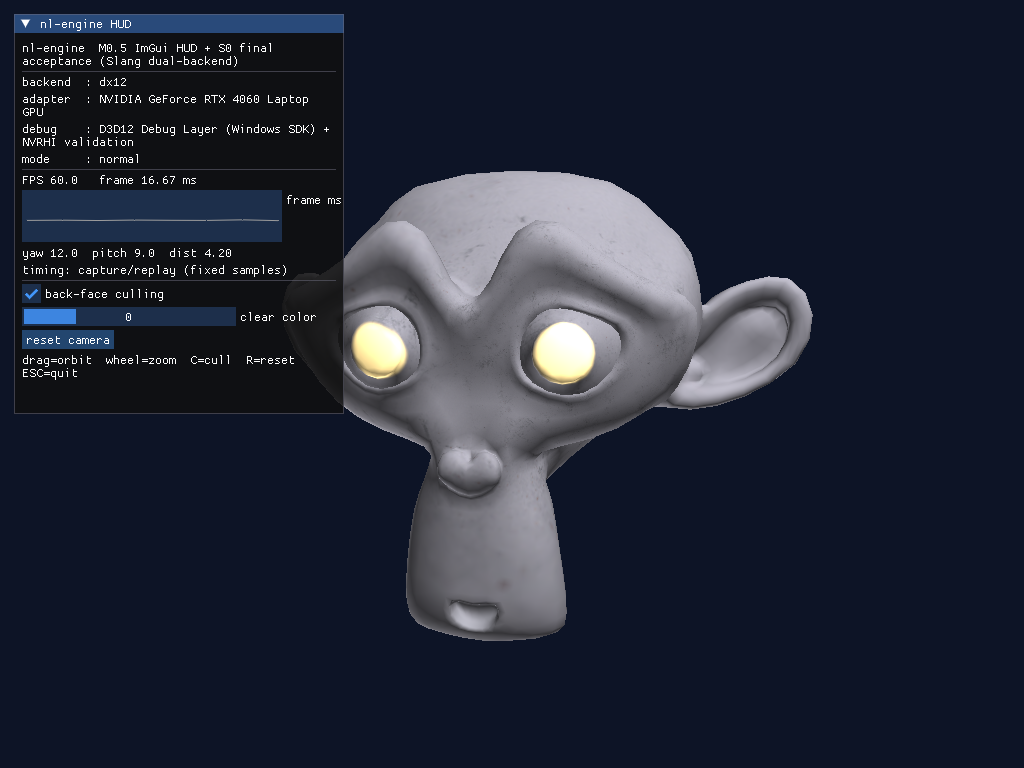 nl-engine HUD
nl-engine  M0.5 ImGui HUD + S0 final
acceptance (Slang dual-backend)
backend  : dx12
adapter  : NVIDIA GeForce RTX 4060 Laptop
GPU
debug    : D3D12 Debug Layer (Windows SDK) +
NVRHI validation
mode     : normal
FPS 60.0   frame 16.67 ms
frame ms
yaw 12.0  pitch 9.0  dist 4.20
timing: capture/replay (fixed samples)
back-face culling
0 clear color
reset camera
drag=orbit  wheel=zoom  C=cull  R=reset
ESC=quit